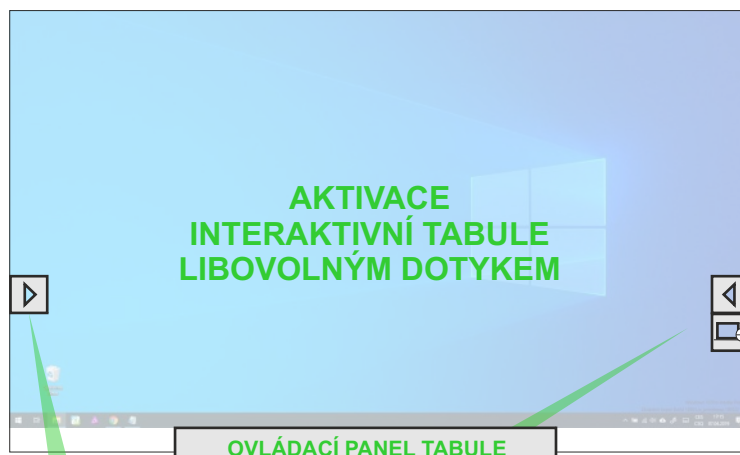 AKTIVACE
INTERAKTIVNÍ TABULE
LIBOVOLNÝM DOTYKEM
OVLÁDACÍ PANEL TABULE